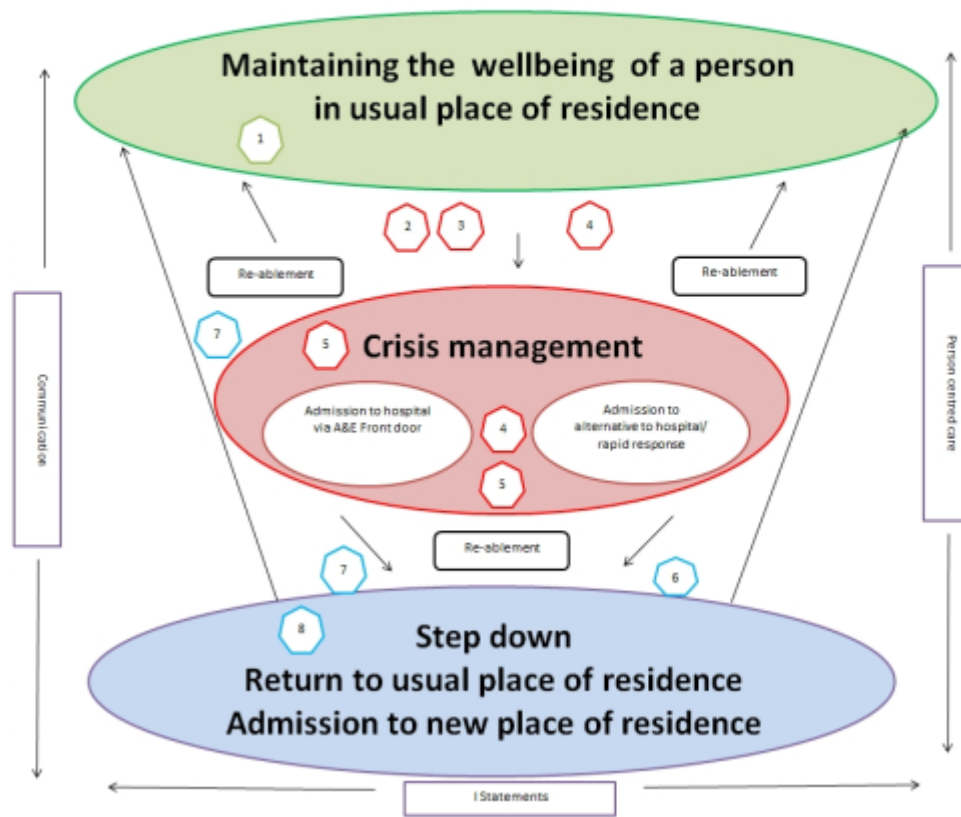 Maintaining the wellbeing of a person
in usual place of residence
1
2
3
4
Re-ablement
Re-ablement
7
5
Crisis management
Communication
Person centred care
Admission to hospital
via A&E Front door
4
Admission to
alternative to hospital/
rapid response
5
Re-ablement
7
6
8
Step down
Return to usual place of residence
Admission to new place of residence
I Statements